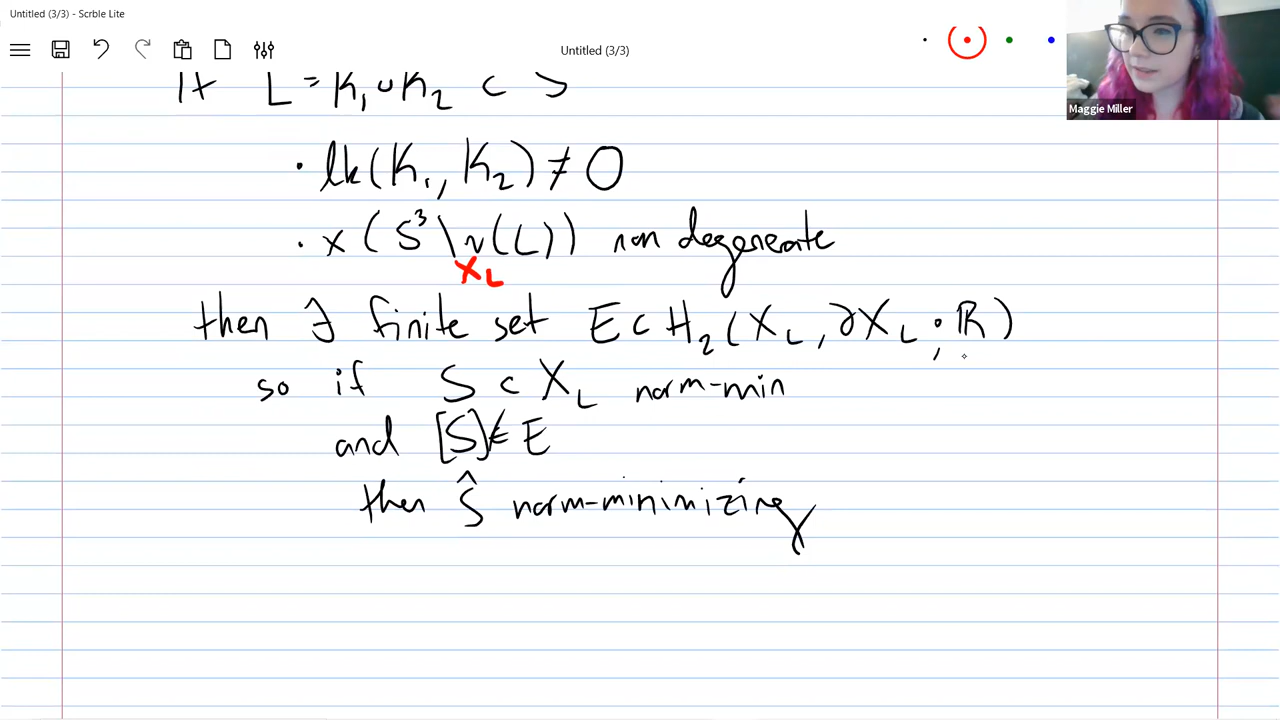 Untitled (3/3) - Scrble Lite
Untitled (3/3)
Maggie Miller
If L = K₁ ∪ K₂ ⊂ S
• lk(K₁, K₂) ≠ 0
• x(S³ \ ν(L)) non degenerate
X_L
then ∃ finite set E ⊂ H₂(X_L, ∂X_L; ℝ)
so if S ⊂ X_L norm-min
and [S] ∉ E
then Ŝ norm-minimizing